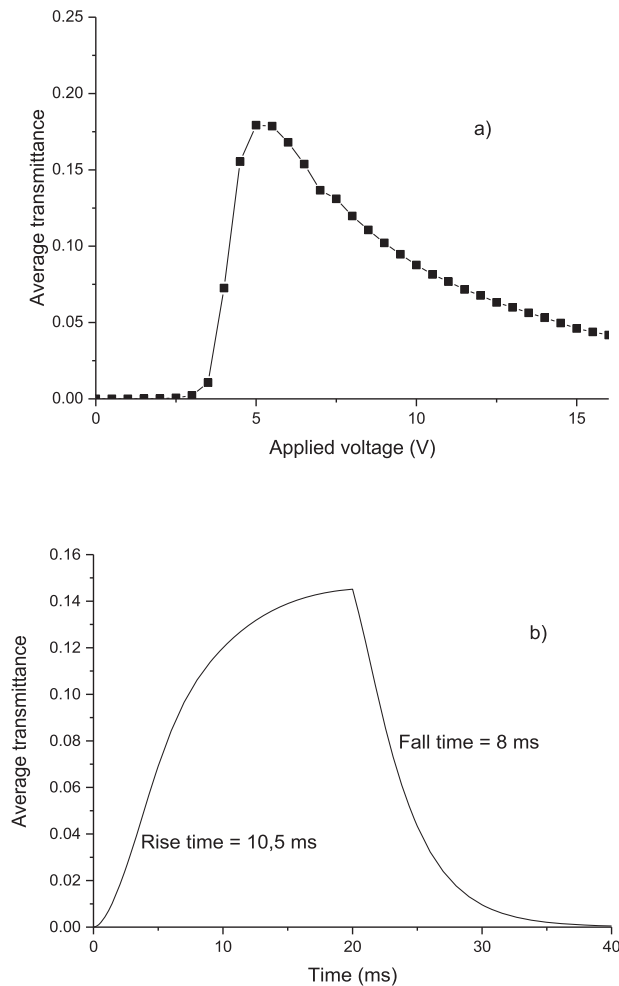 0.25
0.20
a)
0.15
0.10
0.05
0.00
Average transmittance
0 5 10 15
Applied voltage (V)
0.16
0.14
b)
0.12
0.10
Fall time = 8 ms
0.08
0.06
0.04
Rise time = 10,5 ms
0.02
0.00
Average transmittance
0 10 20 30 40
Time (ms)